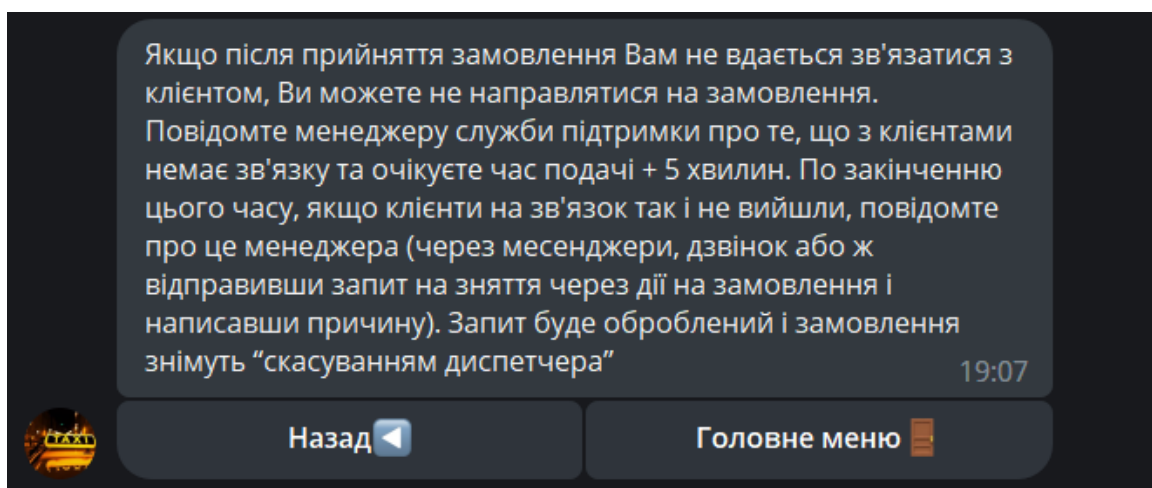 Якщо після прийняття замовлення Вам не вдається зв'язатися з
клієнтом, Ви можете не направлятися на замовлення.
Повідомте менеджеру служби підтримки про те, що з клієнтами
немає зв'язку та очікуєте час подачі + 5 хвилин. По закінченню
цього часу, якщо клієнти на зв'язок так і не вийшли, повідомте
про це менеджера (через месенджери, дзвінок або ж
відправивши запит на зняття через дії на замовлення і
написавши причину). Запит буде оброблений і замовлення
знімуть “скасуванням диспетчера”
19:07
TAXI
Назад◀️
Головне меню🚪